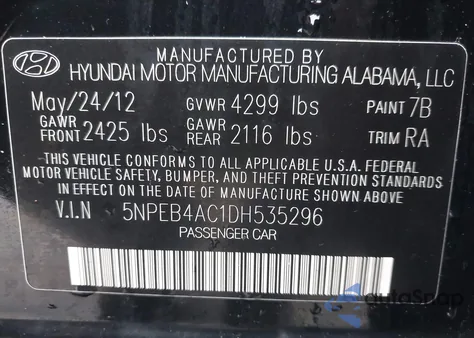 MANUFACTURED BY
HYUNDAI MOTOR MANUFACTURING ALABAMA, LLC
May/24/12 GVWR 4299 lbs PAINT 7B
GAWR FRONT 2425 lbs GAWR REAR 2116 lbs TRIM RA
THIS VEHICLE CONFORMS TO ALL APPLICABLE U.S.A. FEDERAL
MOTOR VEHICLE SAFETY, BUMPER, AND THEFT PREVENTION STANDARDS
IN EFFECT ON THE DATE OF MANUFACTURE SHOWN ABOVE.
V.I.N 5NPEB4AC1DH535296
PASSENGER CAR
autoSnap